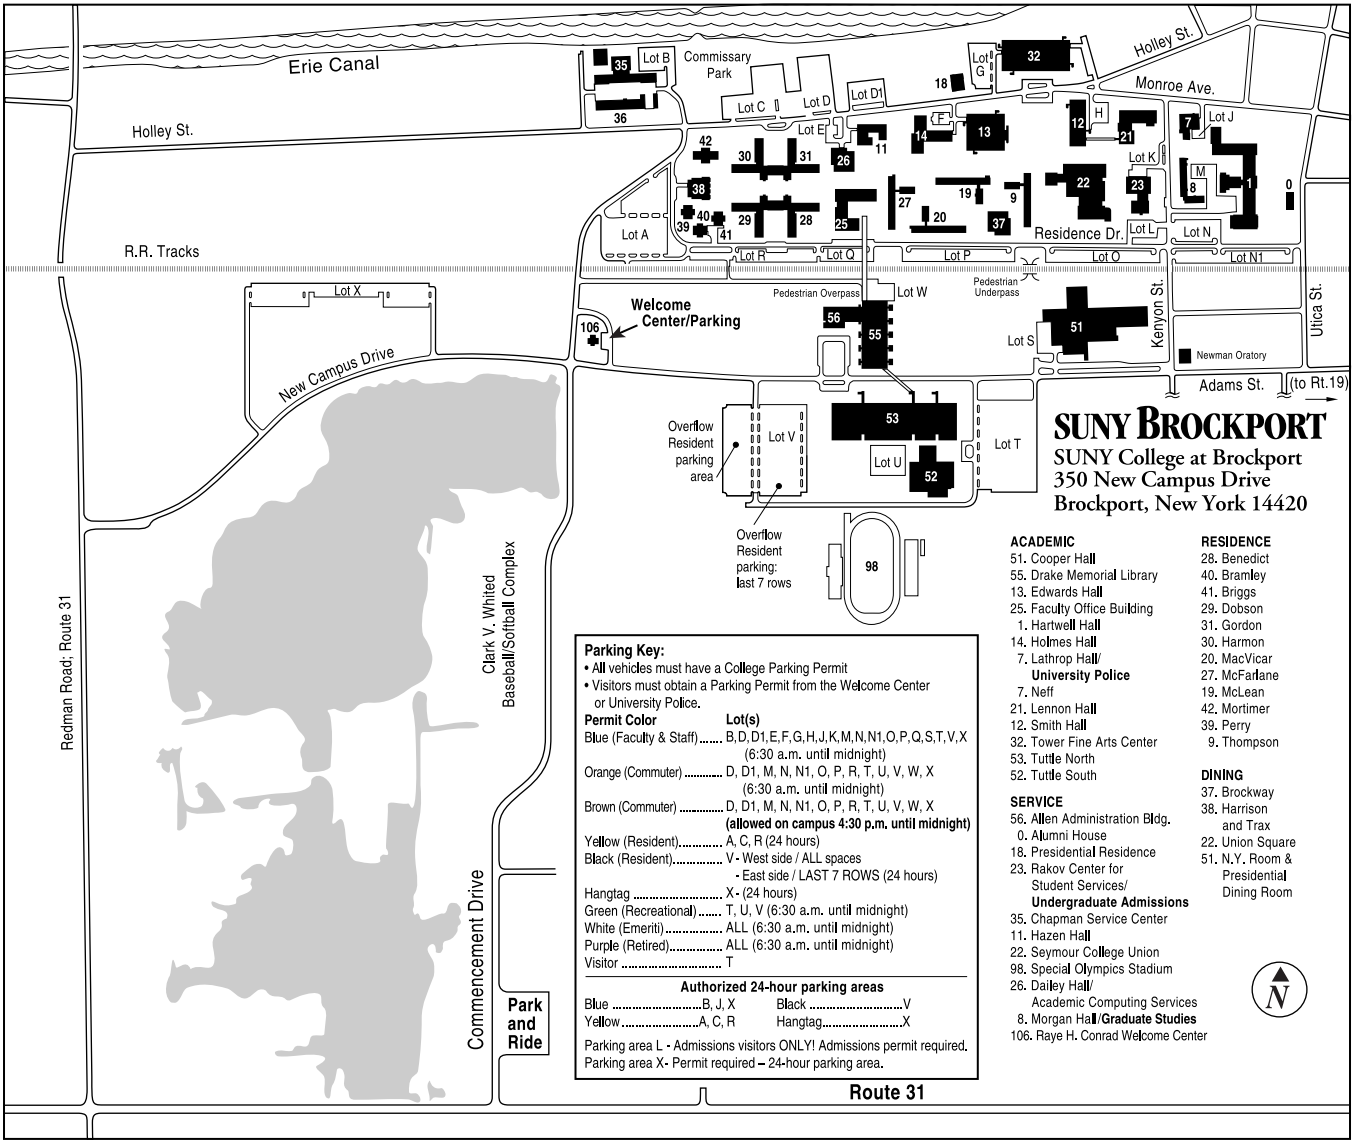 Erie Canal
Lot B
Commissary
Park
35
36
Lot C
Lot D
Lot D1
18
Lot
G
32
Holley St.
Monroe Ave.
Holley St.
42
30
31
Lot E
26
11
14
F
13
12
H
21
7
Lot J
Lot K
38
39
40
41
29
28
25
27
20
19
9
37
22
23
M
8
1
0
Lot A
Residence Dr.
Lot L
Lot N
R.R. Tracks
Lot R
Lot Q
Lot P
Lot O
Lot N1
Lot X
Pedestrian Overpass
Lot W
Pedestrian
Underpass
Welcome
Center/Parking
106
56
55
Lot S
51
Kenyon St.
Utica St.
Newman Oratory
New Campus Drive
Adams St.
(to Rt.19)
Overflow
Resident
parking
area
Lot V
53
Lot U
52
Lot T
Overflow
Resident
parking:
last 7 rows
98
SUNY BROCKPORT
SUNY College at Brockport
350 New Campus Drive
Brockport, New York 14420
Redman Road; Route 31
Clark V. Whited
Baseball/Softball Complex
Commencement Drive
Park
and
Ride
Route 31
Parking Key:
• All vehicles must have a College Parking Permit
• Visitors must obtain a Parking Permit from the Welcome Center
or University Police.
Permit Color Lot(s)
Blue (Faculty & Staff)...... B,D,D1,E,F,G,H,J,K,M,N,N1,O,P,Q,S,T,V,X
(6:30 a.m. until midnight)
Orange (Commuter) ........... D, D1, M, N, N1, O, P, R, T, U, V, W, X
(6:30 a.m. until midnight)
Brown (Commuter) ............ D, D1, M, N, N1, O, P, R, T, U, V, W, X
(allowed on campus 4:30 p.m. until midnight)
Yellow (Resident)............. A, C, R (24 hours)
Black (Resident)............... V - West side / ALL spaces
- East side / LAST 7 ROWS (24 hours)
Hangtag ........................ X - (24 hours)
Green (Recreational) ...... T, U, V (6:30 a.m. until midnight)
White (Emeriti)................. ALL (6:30 a.m. until midnight)
Purple (Retired)................ ALL (6:30 a.m. until midnight)
Visitor ........................... T
Authorized 24-hour parking areas
Blue ........................B, J, X Black .........................V
Yellow ......................A, C, R Hangtag......................X
Parking area L - Admissions visitors ONLY! Admissions permit required.
Parking area X- Permit required – 24-hour parking area.
ACADEMIC
51. Cooper Hall
55. Drake Memorial Library
13. Edwards Hall
25. Faculty Office Building
1. Hartwell Hall
14. Holmes Hall
7. Lathrop Hall/
University Police
7. Neff
21. Lennon Hall
12. Smith Hall
32. Tower Fine Arts Center
53. Tuttle North
52. Tuttle South
SERVICE
56. Allen Administration Bldg.
0. Alumni House
18. Presidential Residence
23. Rakov Center for
Student Services/
Undergraduate Admissions
35. Chapman Service Center
11. Hazen Hall
22. Seymour College Union
98. Special Olympics Stadium
26. Dailey Hall/
Academic Computing Services
8. Morgan Hall/Graduate Studies
106. Raye H. Conrad Welcome Center
RESIDENCE
28. Benedict
40. Bramley
41. Briggs
29. Dobson
31. Gordon
30. Harmon
20. MacVicar
27. McFarlane
19. McLean
42. Mortimer
39. Perry
9. Thompson
DINING
37. Brockway
38. Harrison
and Trax
22. Union Square
51. N.Y. Room &
Presidential
Dining Room
N